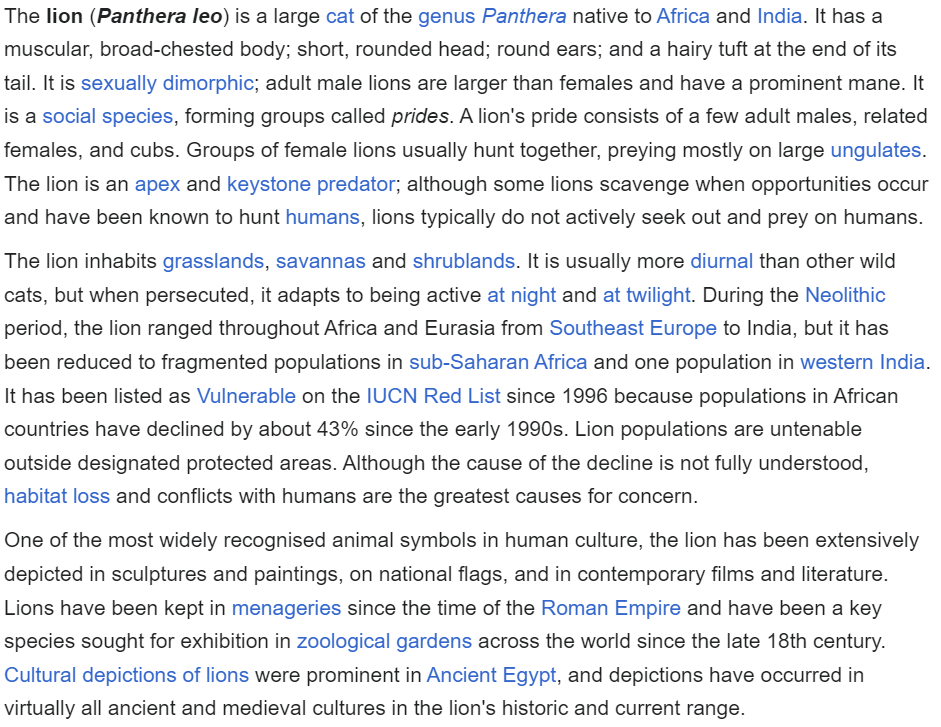 The lion (Panthera leo) is a large cat of the genus Panthera native to Africa and India. It has a
muscular, broad-chested body; short, rounded head; round ears; and a hairy tuft at the end of its
tail. It is sexually dimorphic; adult male lions are larger than females and have a prominent mane. It
is a social species, forming groups called prides. A lion's pride consists of a few adult males, related
females, and cubs. Groups of female lions usually hunt together, preying mostly on large ungulates.
The lion is an apex and keystone predator; although some lions scavenge when opportunities occur
and have been known to hunt humans, lions typically do not actively seek out and prey on humans.
The lion inhabits grasslands, savannas and shrublands. It is usually more diurnal than other wild
cats, but when persecuted, it adapts to being active at night and at twilight. During the Neolithic
period, the lion ranged throughout Africa and Eurasia from Southeast Europe to India, but it has
been reduced to fragmented populations in sub-Saharan Africa and one population in western India.
It has been listed as Vulnerable on the IUCN Red List since 1996 because populations in African
countries have declined by about 43% since the early 1990s. Lion populations are untenable
outside designated protected areas. Although the cause of the decline is not fully understood,
habitat loss and conflicts with humans are the greatest causes for concern.
One of the most widely recognised animal symbols in human culture, the lion has been extensively
depicted in sculptures and paintings, on national flags, and in contemporary films and literature.
Lions have been kept in menageries since the time of the Roman Empire and have been a key
species sought for exhibition in zoological gardens across the world since the late 18th century.
Cultural depictions of lions were prominent in Ancient Egypt, and depictions have occurred in
virtually all ancient and medieval cultures in the lion's historic and current range.